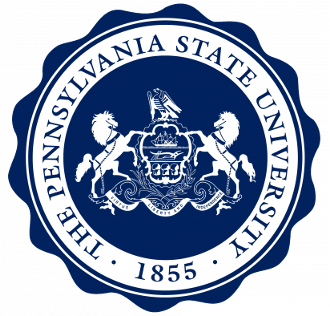 THE PENNSYLVANIA STATE UNIVERSITY
· 1855 ·